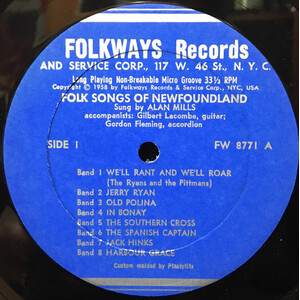 FOLKWAYS Records
AND SERVICE CORP., 117 W. 46 St., N. Y. C.
Long Playing Non-Breakable Micro Groove 33⅓ RPM
Copyright © 1958 by Folkways Records & Service Corp., NYC, USA
FOLK SONGS OF NEWFOUNDLAND
Sung by ALAN MILLS
accompanists: Gilbert Lacombe, guitar;
Gordon Fleming, accordion
SIDE I FW 8771 A
Band 1 WE'LL RANT AND WE'LL ROAR
(The Ryans and the Pittmans)
Band 2 JERRY RYAN
Band 3 OLD POLINA
Band 4 IN BONAY
Band 5 THE SOUTHERN CROSS
Band 6 THE SPANISH CAPTAIN
Band 7 JACK HINKS
Band 8 HARBOUR GRACE
Custom molded by Plastylite